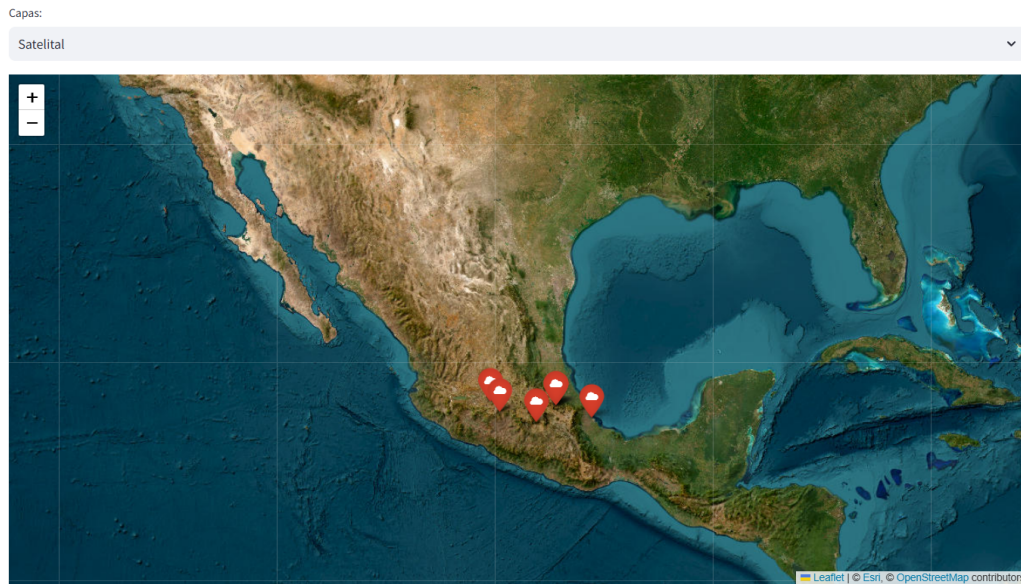 Capas:
Satelital
+
−
Leaflet | © Esri, © OpenStreetMap contributors